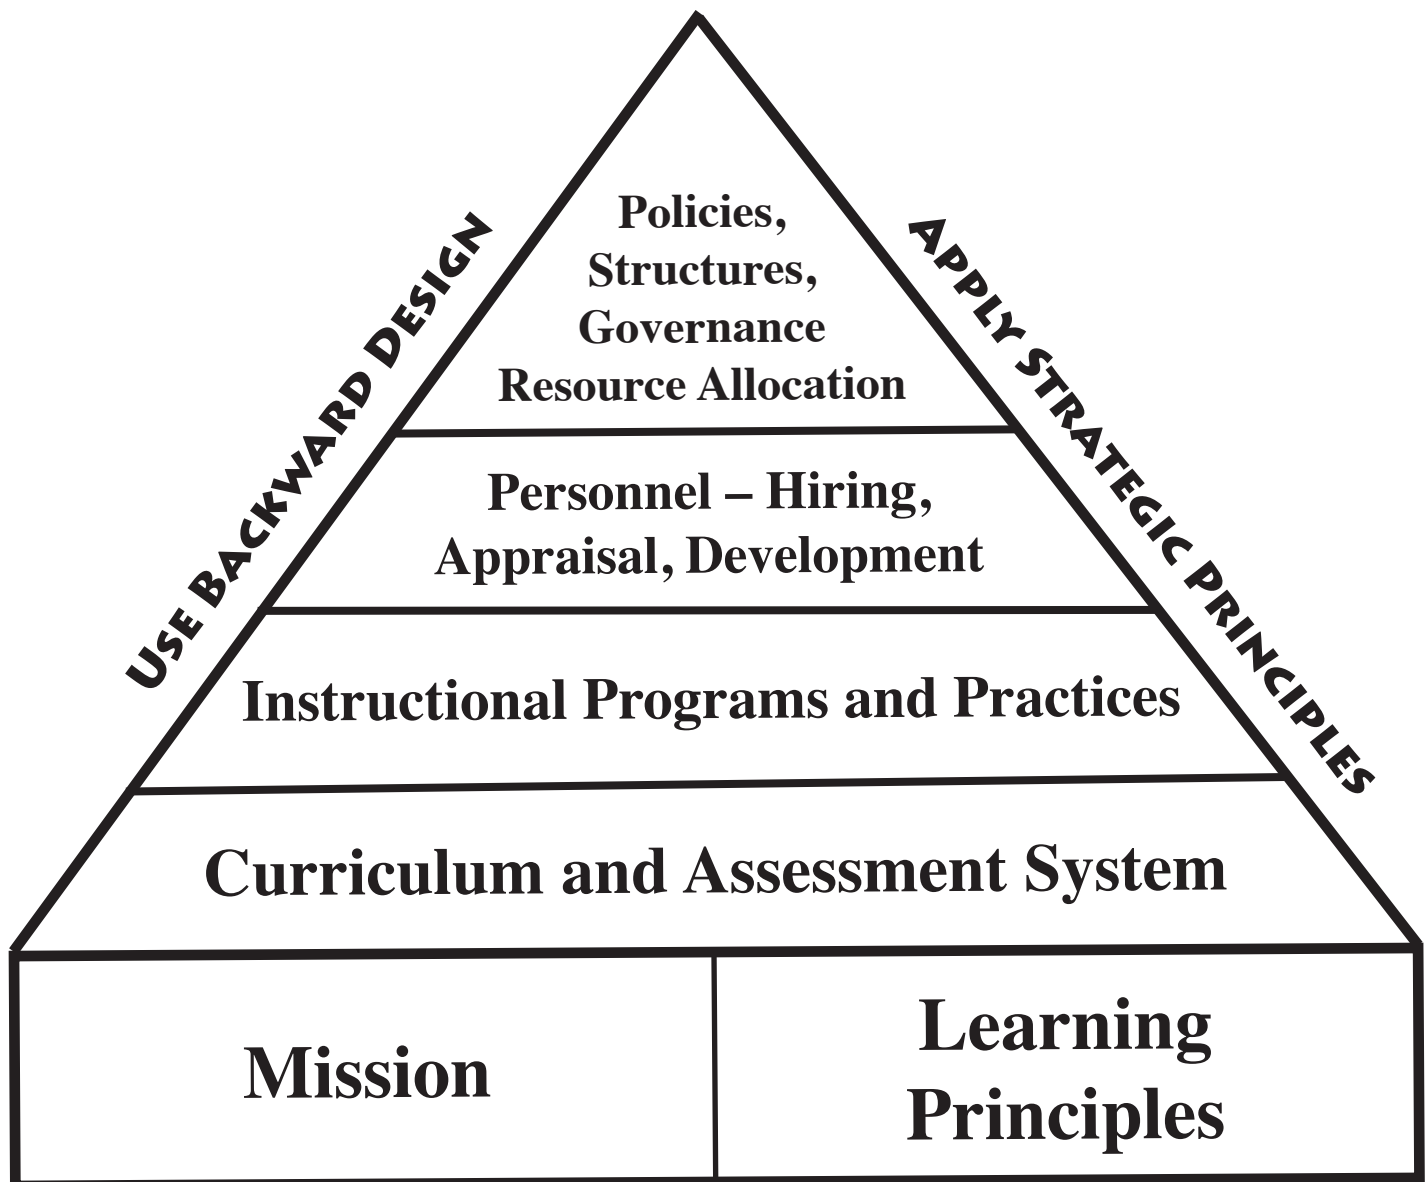 Policies,
Structures,
Governance
Resource Allocation
USE BACKWARD DESIGN
APPLY STRATEGIC PRINCIPLES
Personnel – Hiring,
Appraisal, Development
Instructional Programs and Practices
Curriculum and Assessment System
Mission
Learning
Principles